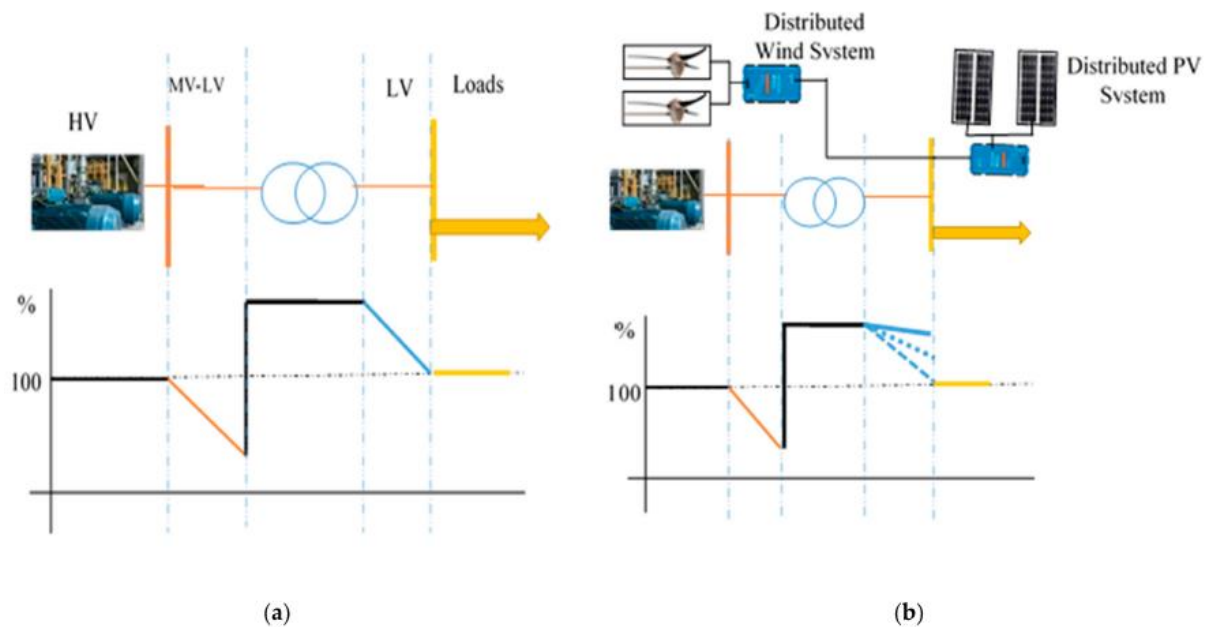 HV
MV-LV
LV
Loads
%
100
(a)
Distributed
Wind Svstem
Distributed PV
Svstem
%
100
(b)